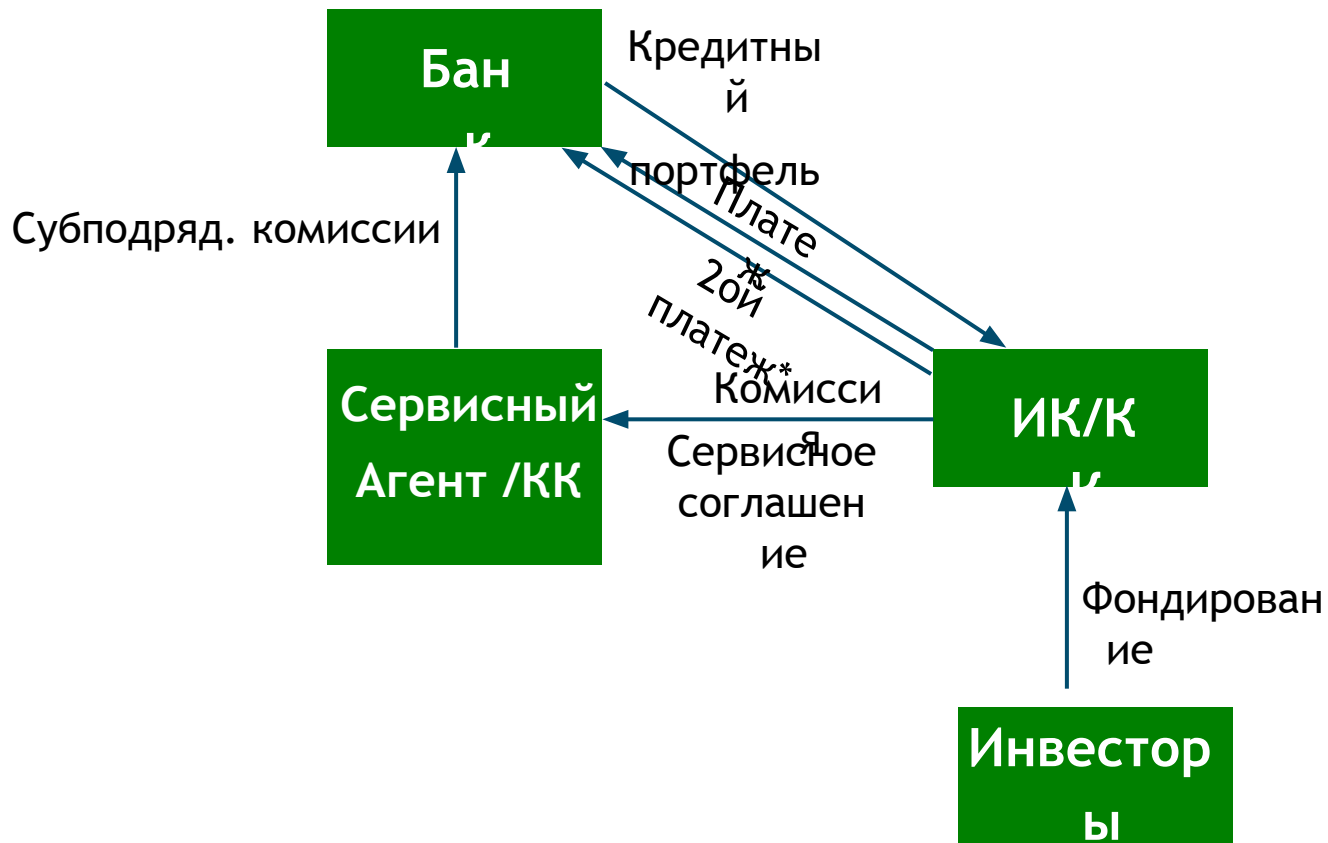 Бан
к
Кредитны
й
портфель
Субподряд. комиссии
Плате
ж
2ой
платеж*
Сервисный
Агент /КК
Комисси
я
Сервисное
соглашен
ие
ИК/К
К
Фондирован
ие
Инвестор
ы